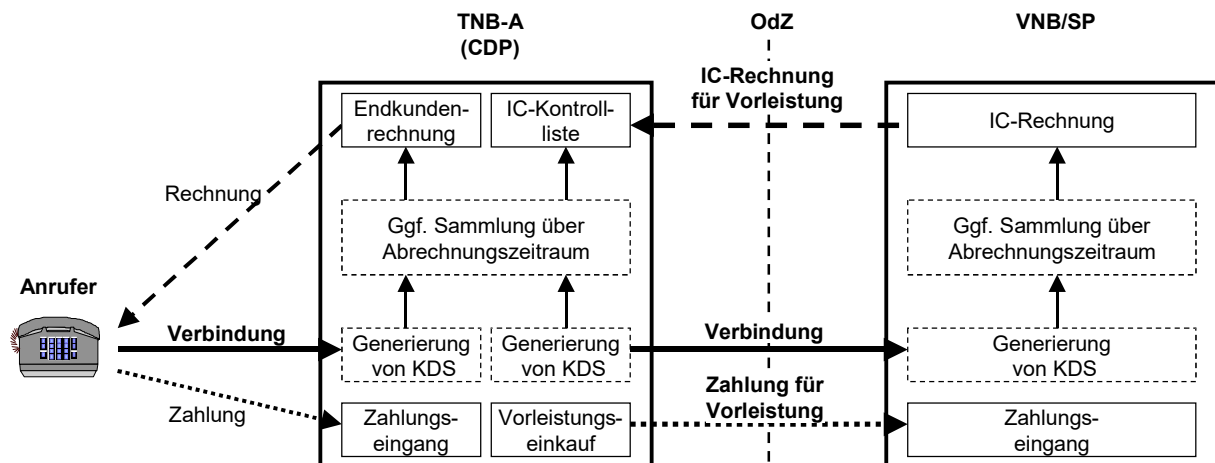 TNB-A
(CDP)
OdZ
VNB/SP
IC-Rechnung
für Vorleistung
Endkunden-
rechnung
IC-Kontroll-
liste
IC-Rechnung
Rechnung
Ggf. Sammlung über
Abrechnungszeitraum
Ggf. Sammlung über
Abrechnungszeitraum
Anrufer
Verbindung
Generierung
von KDS
Generierung
von KDS
Verbindung
Generierung
von KDS
Zahlung
Zahlungs-
eingang
Vorleistungs-
einkauf
Zahlung für
Vorleistung
Zahlungs-
eingang